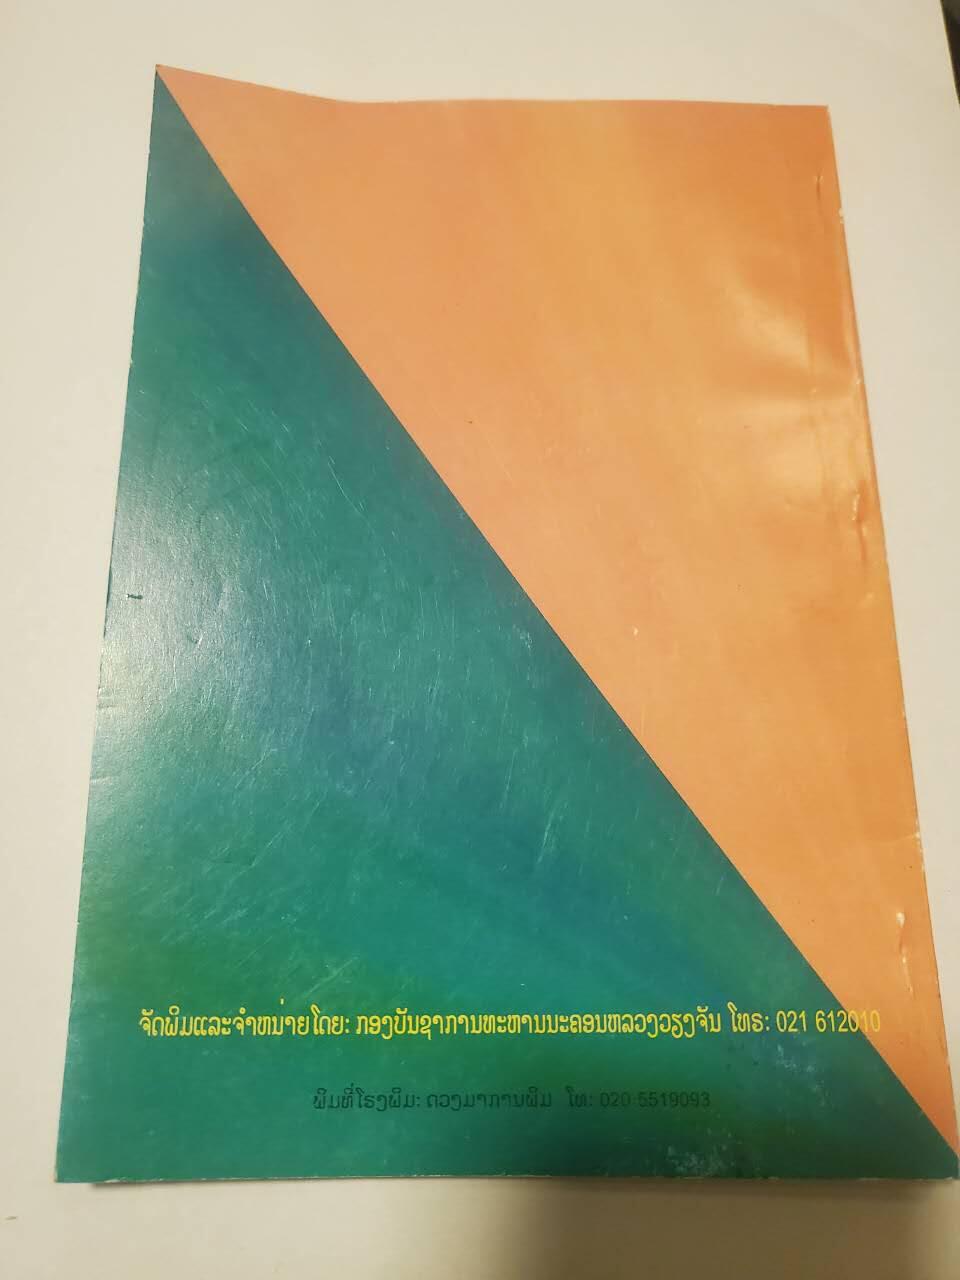 ຈັດພິມແລະຈຳຫນ່າຍໂດຍ: ກອງບັນຊາການທະຫານນະຄອນຫລວງວຽງຈັນ ໂທຣ: 021 612010
ພິມທີ່ໂຮງພິມ: ດວງມາການພິມ ໂທ: 020 5519093